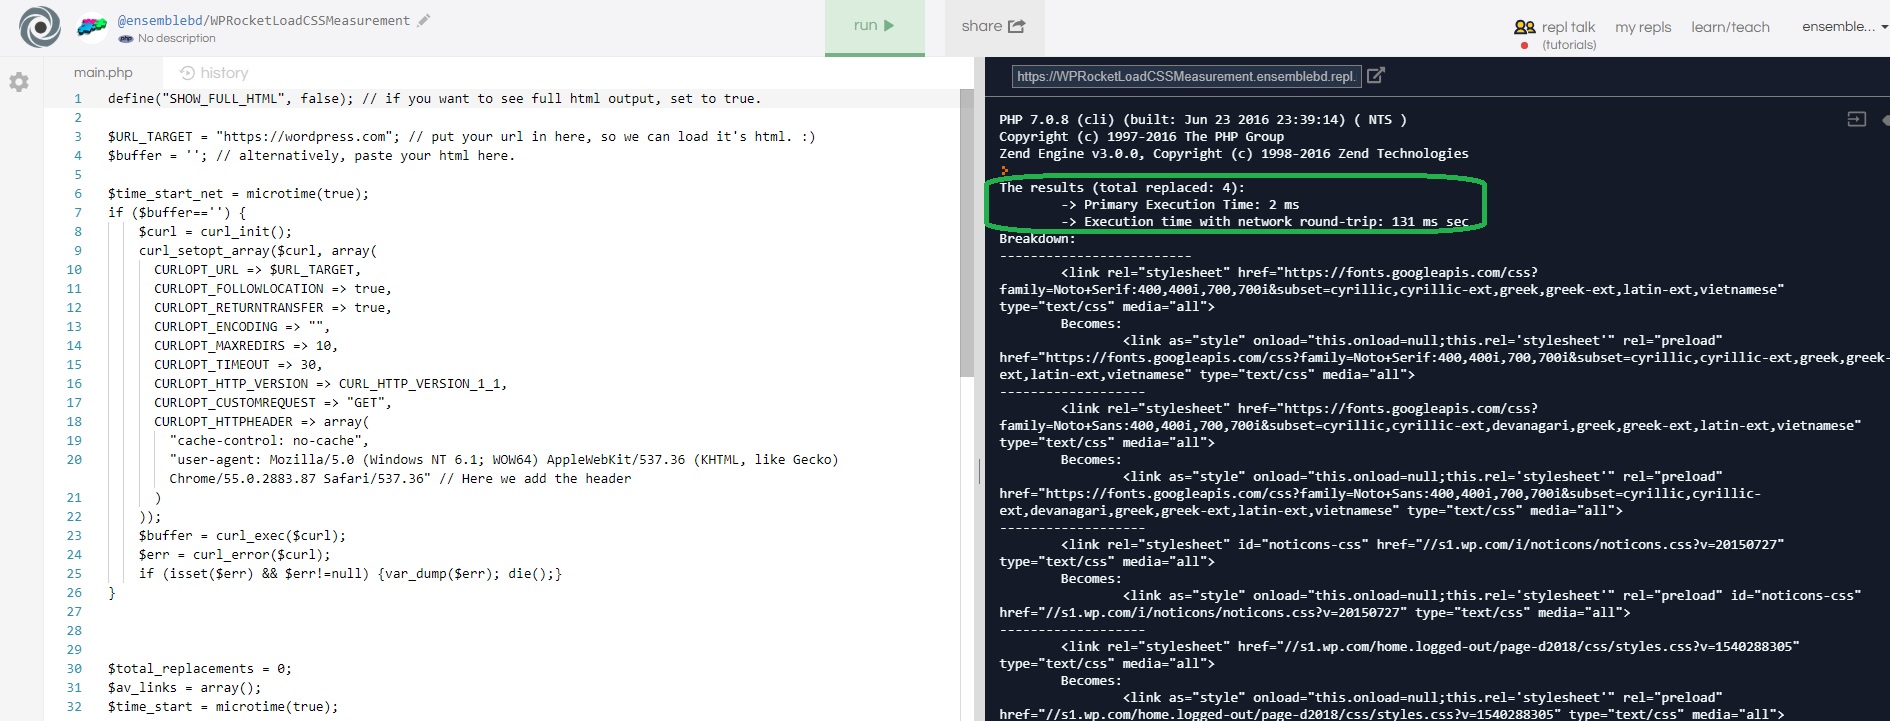 @ensemblebd/WPRocketLoadCSSMeasurement
php No description
run
share
repl talk
(tutorials)
my repls
learn/teach
ensemble...
main.php
history
1 define("SHOW_FULL_HTML", false); // if you want to see full html output, set to true.
2
3 $URL_TARGET = "https://wordpress.com"; // put your url in here, so we can load it's html. :)
4 $buffer = ''; // alternatively, paste your html here.
5
6 $time_start_net = microtime(true);
7 if ($buffer=='') {
8 $curl = curl_init();
9 curl_setopt_array($curl, array(
10 CURLOPT_URL => $URL_TARGET,
11 CURLOPT_FOLLOWLOCATION => true,
12 CURLOPT_RETURNTRANSFER => true,
13 CURLOPT_ENCODING => "",
14 CURLOPT_MAXREDIRS => 10,
15 CURLOPT_TIMEOUT => 30,
16 CURLOPT_HTTP_VERSION => CURL_HTTP_VERSION_1_1,
17 CURLOPT_CUSTOMREQUEST => "GET",
18 CURLOPT_HTTPHEADER => array(
19 "cache-control: no-cache",
20 "user-agent: Mozilla/5.0 (Windows NT 6.1; WOW64) AppleWebKit/537.36 (KHTML, like Gecko)
Chrome/55.0.2883.87 Safari/537.36" // Here we add the header
21 )
22 ));
23 $buffer = curl_exec($curl);
24 $err = curl_error($curl);
25 if (isset($err) && $err!=null) {var_dump($err); die();}
26 }
27
28
29
30 $total_replacements = 0;
31 $av_links = array();
32 $time_start = microtime(true);
https://WPRocketLoadCSSMeasurement.ensemblebd.repl.
PHP 7.0.8 (cli) (built: Jun 23 2016 23:39:14) ( NTS )
Copyright (c) 1997-2016 The PHP Group
Zend Engine v3.0.0, Copyright (c) 1998-2016 Zend Technologies
The results (total replaced: 4):
-> Primary Execution Time: 2 ms
-> Execution time with network round-trip: 131 ms sec
Breakdown:
-------------------------
<link rel="stylesheet" href="https://fonts.googleapis.com/css?
family=Noto+Serif:400,400i,700,700i&subset=cyrillic,cyrillic-ext,greek,greek-ext,latin-ext,vietnamese"
type="text/css" media="all">
Becomes:
<link as="style" onload="this.onload=null;this.rel='stylesheet'" rel="preload"
href="https://fonts.googleapis.com/css?family=Noto+Serif:400,400i,700,700i&subset=cyrillic,cyrillic-ext,greek,greek-
ext,latin-ext,vietnamese" type="text/css" media="all">
-------------------
<link rel="stylesheet" href="https://fonts.googleapis.com/css?
family=Noto+Sans:400,400i,700,700i&subset=cyrillic,cyrillic-ext,devanagari,greek,greek-ext,latin-ext,vietnamese"
type="text/css" media="all">
Becomes:
<link as="style" onload="this.onload=null;this.rel='stylesheet'" rel="preload"
href="https://fonts.googleapis.com/css?family=Noto+Sans:400,400i,700,700i&subset=cyrillic,cyrillic-
ext,devanagari,greek,greek-ext,latin-ext,vietnamese" type="text/css" media="all">
-------------------
<link rel="stylesheet" id="noticons-css" href="//s1.wp.com/i/noticons/noticons.css?v=20150727"
type="text/css" media="all">
Becomes:
<link as="style" onload="this.onload=null;this.rel='stylesheet'" rel="preload" id="noticons-css"
href="//s1.wp.com/i/noticons/noticons.css?v=20150727" type="text/css" media="all">
-------------------
<link rel="stylesheet" href="//s1.wp.com/home.logged-out/page-d2018/css/styles.css?v=1540288305"
type="text/css" media="all">
Becomes:
<link as="style" onload="this.onload=null;this.rel='stylesheet'" rel="preload"
href="//s1.wp.com/home.logged-out/page-d2018/css/styles.css?v=1540288305" type="text/css" media="all">